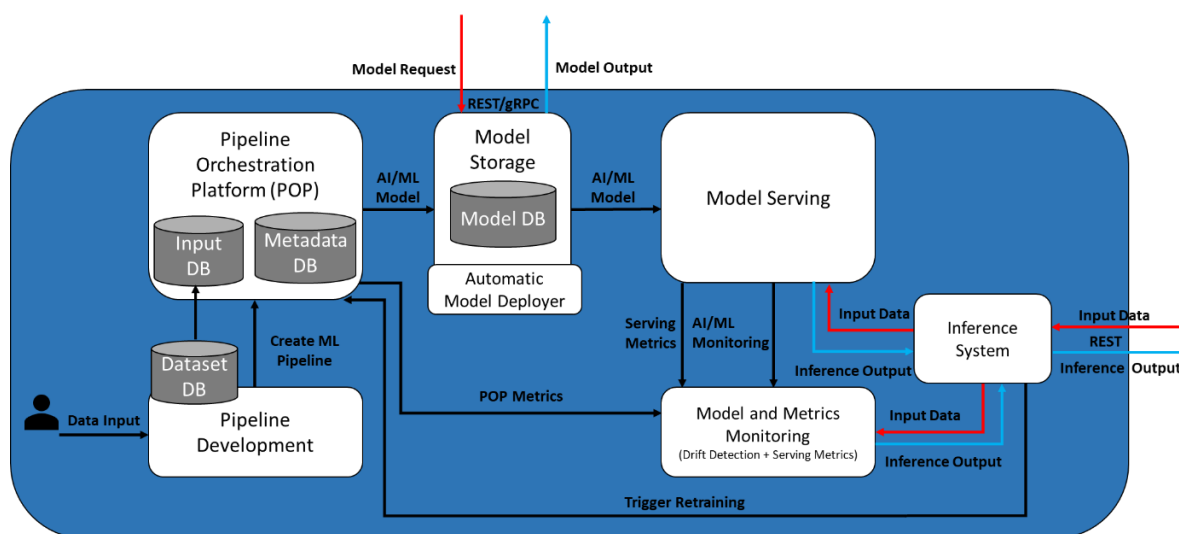 Model Request
Model Output
REST/gRPC
Pipeline
Orchestration
Platform (POP)
Input
DB
Metadata
DB
AI/ML
Model
Model
Storage
Model DB
Automatic
Model Deployer
AI/ML
Model
Model Serving
Serving
Metrics
AI/ML
Monitoring
Input Data
Inference Output
Inference
System
Input Data
REST
Inference Output
Dataset
DB
Create ML
Pipeline
Data Input
Pipeline
Development
POP Metrics
Model and Metrics
Monitoring
(Drift Detection + Serving Metrics)
Input Data
Inference Output
Trigger Retraining